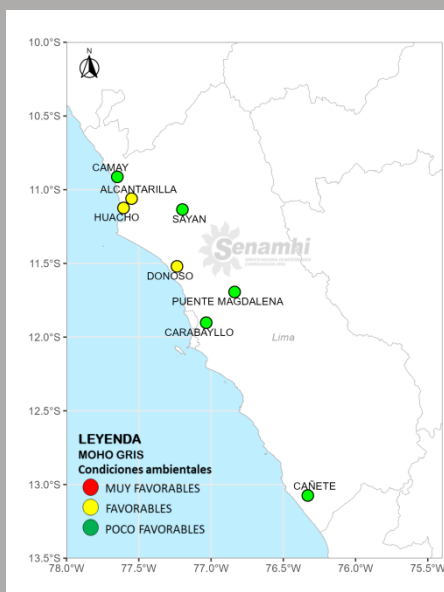 10.0°S
N
10.5°S
CAMAY
11.0°S
ALCANTARILLA
HUACHO
SAYAN
Senamhi
11.5°S
DONOSO
PUENTE MAGDALENA
12.0°S
CARABAYLLO
Lima
12.5°S
LEYENDA
MOHO GRIS
Condiciones ambientales
MUY FAVORABLES
FAVORABLES
POCO FAVORABLES
CAÑETE
13.0°S
13.5°S
78.0°W 77.5°W 77.0°W 76.5°W 76.0°W 75.5°W